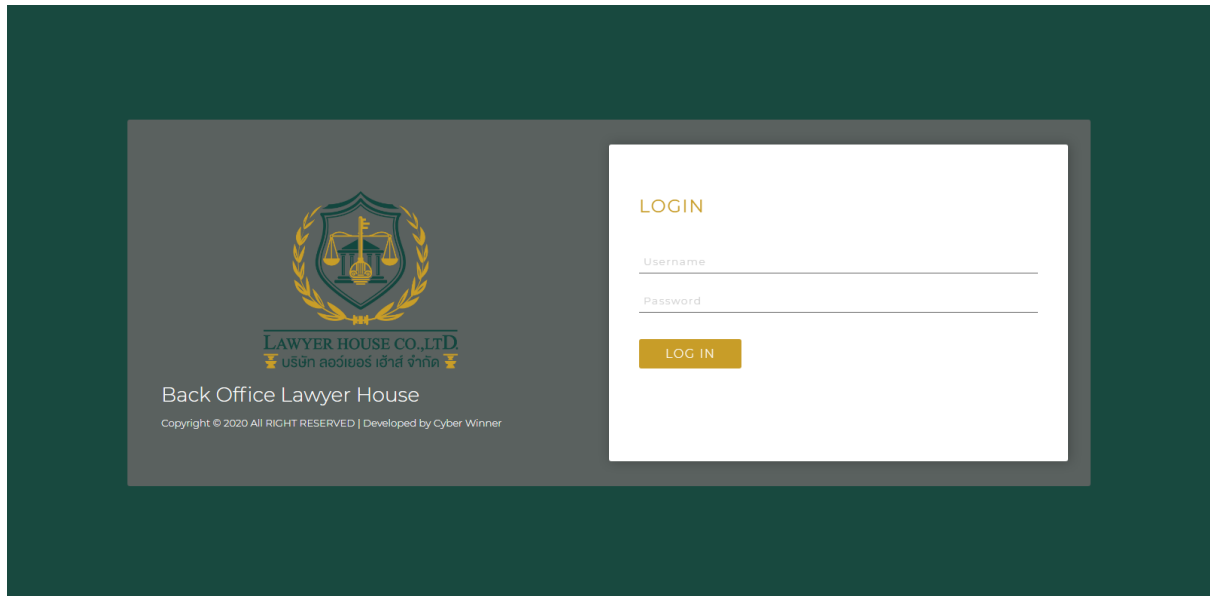 LAWYER HOUSE CO.,LTD.
บริษัท ลอว์เยอร์ เฮ้าส์ จำกัด
Back Office Lawyer House
Copyright © 2020 All RIGHT RESERVED | Developed by Cyber Winner
LOGIN
Username
Password
LOG IN